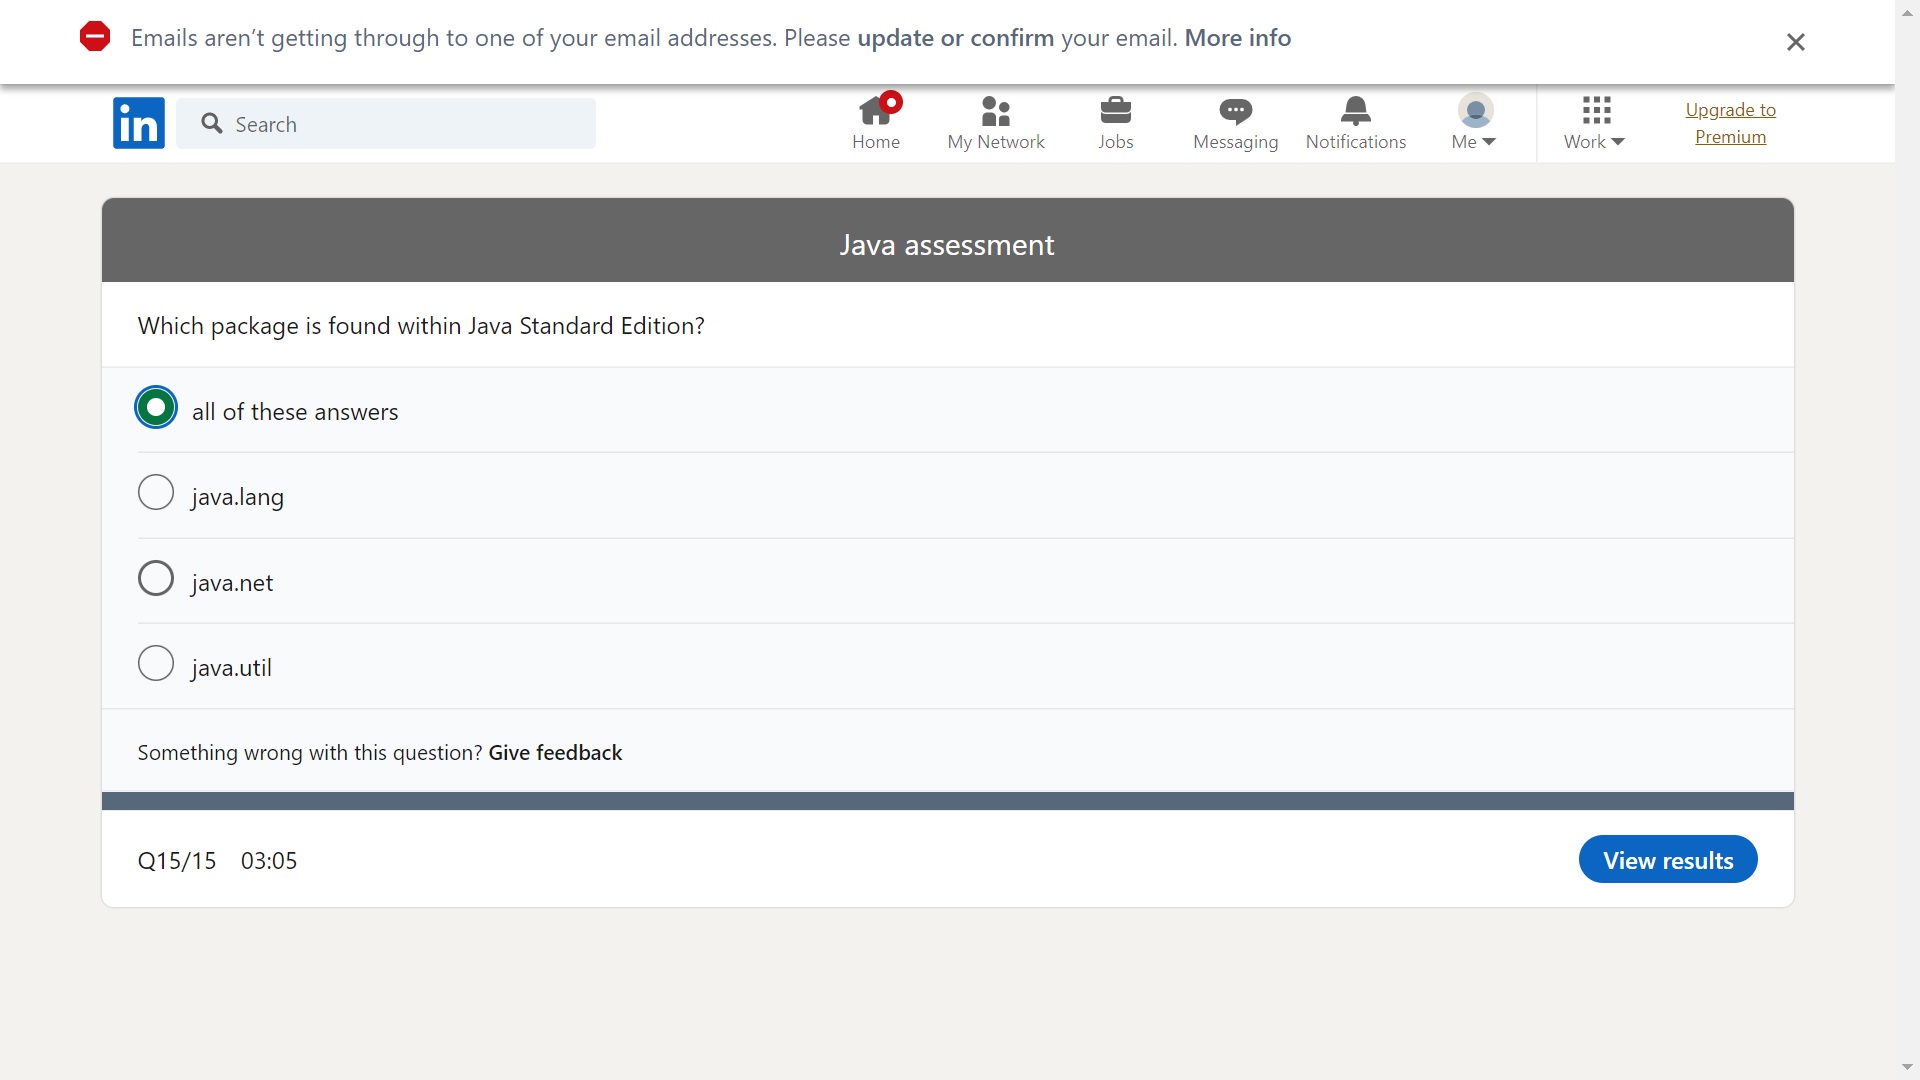 Emails aren't getting through to one of your email addresses. Please update or confirm your email. More info
in
Search
Home
My Network
Jobs
Messaging
Notifications
Me
Work
Upgrade to
Premium
Java assessment
Which package is found within Java Standard Edition?
all of these answers
java.lang
java.net
java.util
Something wrong with this question? Give feedback
Q15/15 03:05
View results